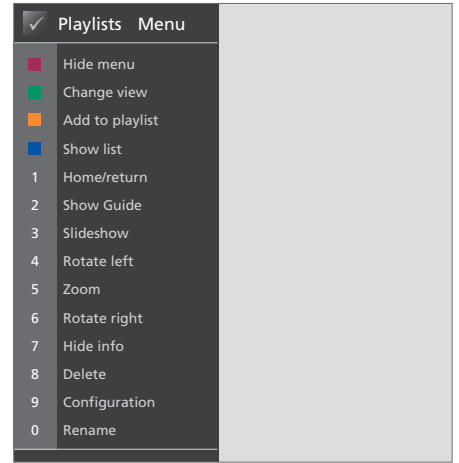 Playlists Menu
Hide menu
Change view
Add to playlist
Show list
1 Home/return
2 Show Guide
3 Slideshow
4 Rotate left
5 Zoom
6 Rotate right
7 Hide info
8 Delete
9 Configuration
0 Rename